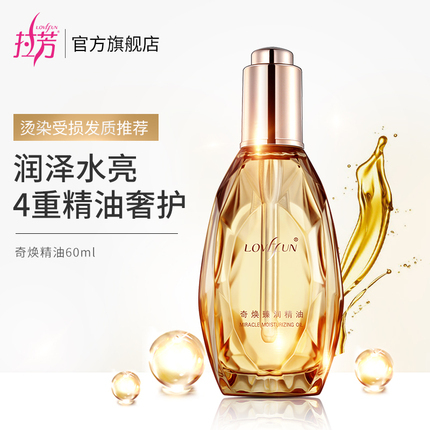 LOVEFUN
拉芳 官方旗舰店
烫染受损发质推荐
润泽水亮
4重精油奢护
奇焕精油60ml
LOVEFUN
奇焕臻润精油
MIRACLE MOISTURIZING OIL